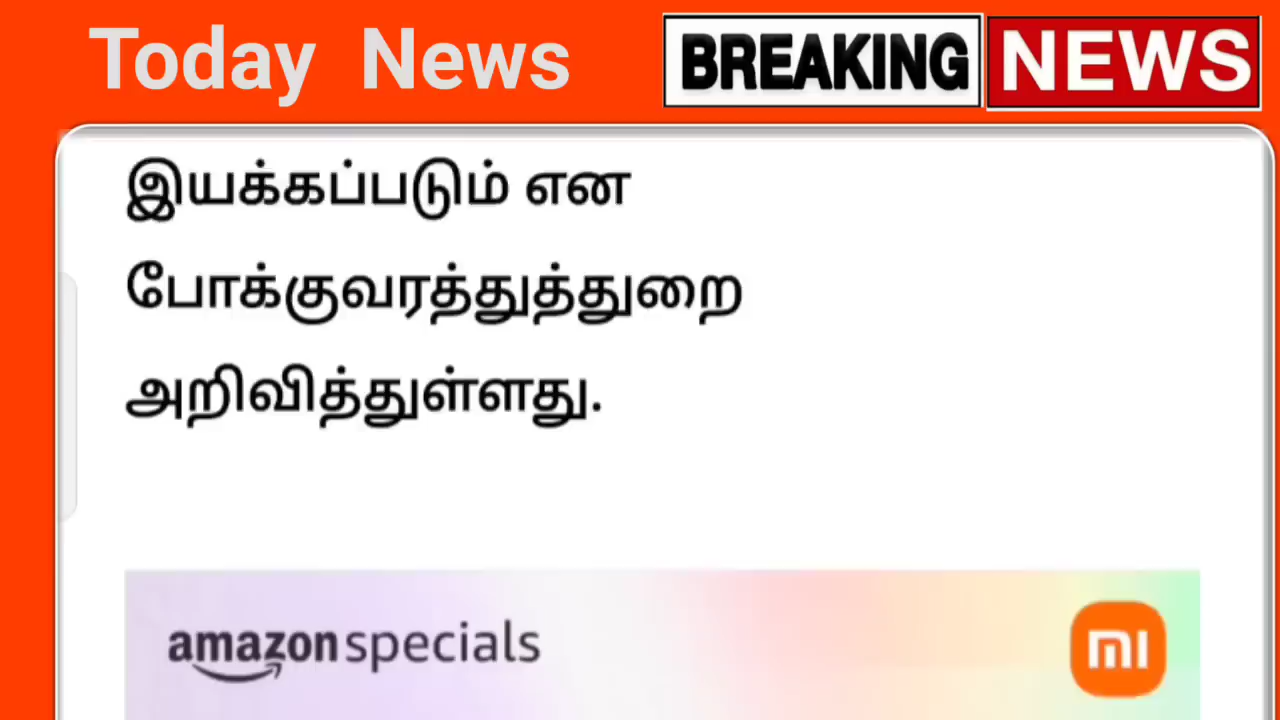 Today News
BREAKING NEWS
இயக்கப்படும் என
போக்குவரத்துத்துறை
அறிவித்துள்ளது.
amazon specials
mi